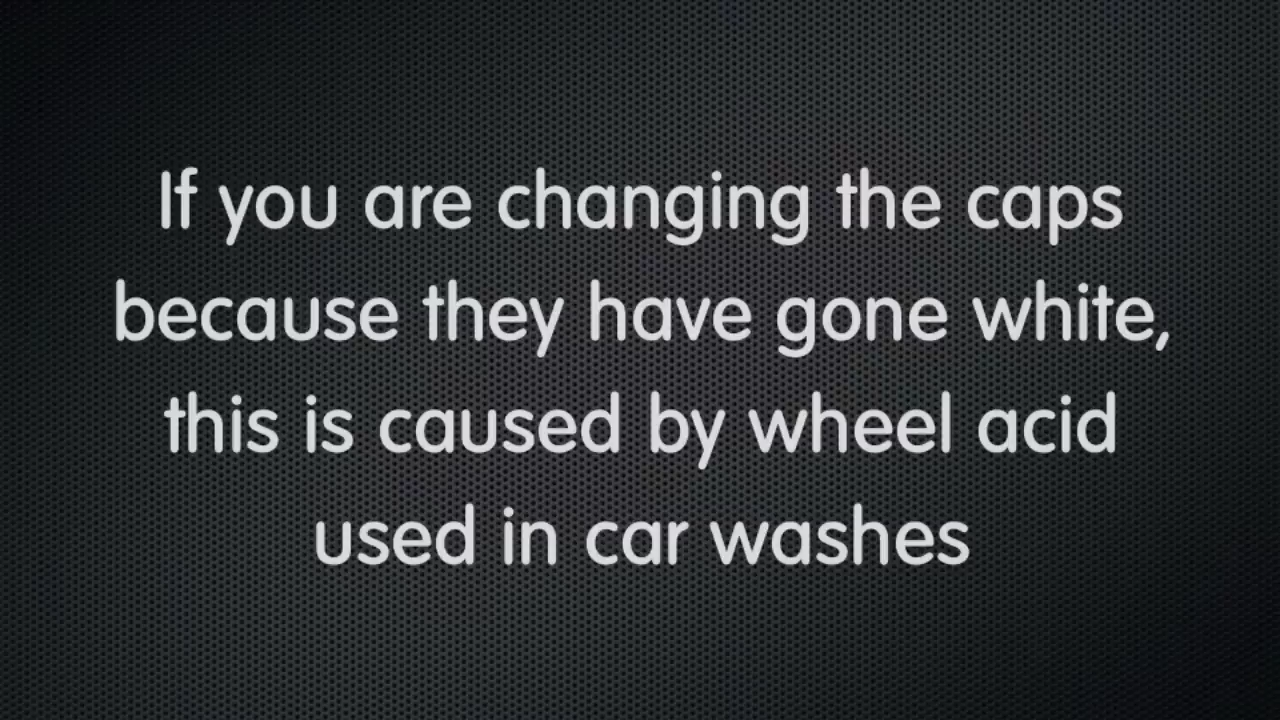 If you are changing the caps
because they have gone white,
this is caused by wheel acid
used in car washes